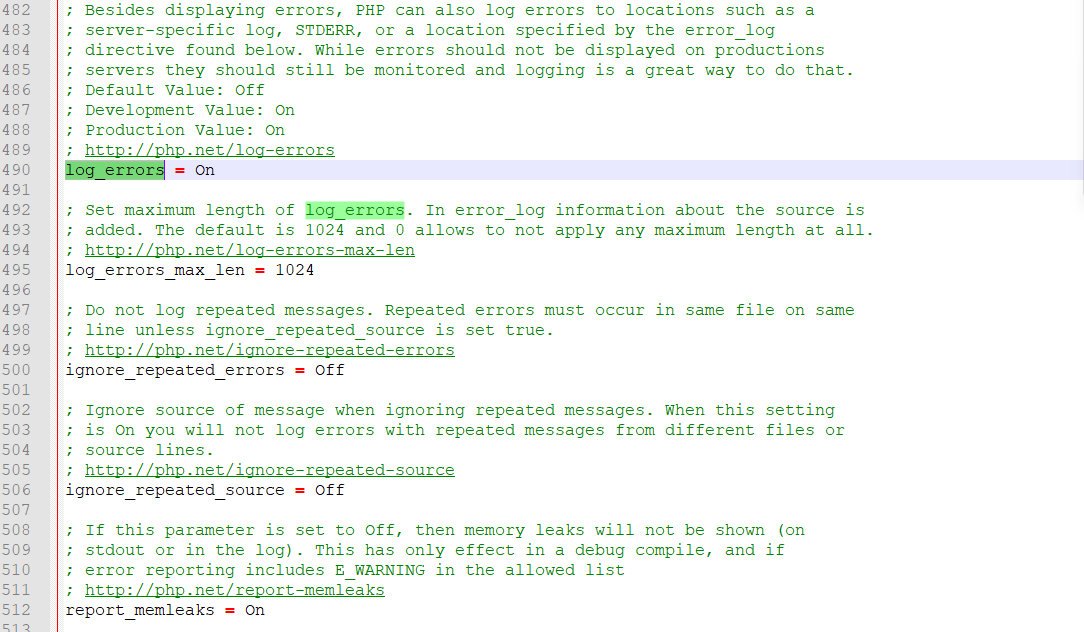 482 ; Besides displaying errors, PHP can also log errors to locations such as a
483 ; server-specific log, STDERR, or a location specified by the error_log
484 ; directive found below. While errors should not be displayed on productions
485 ; servers they should still be monitored and logging is a great way to do that.
486 ; Default Value: Off
487 ; Development Value: On
488 ; Production Value: On
489 ; http://php.net/log-errors
490 log_errors = On
491
492 ; Set maximum length of log_errors. In error_log information about the source is
493 ; added. The default is 1024 and 0 allows to not apply any maximum length at all.
494 ; http://php.net/log-errors-max-len
495 log_errors_max_len = 1024
496
497 ; Do not log repeated messages. Repeated errors must occur in same file on same
498 ; line unless ignore_repeated_source is set true.
499 ; http://php.net/ignore-repeated-errors
500 ignore_repeated_errors = Off
501
502 ; Ignore source of message when ignoring repeated messages. When this setting
503 ; is On you will not log errors with repeated messages from different files or
504 ; source lines.
505 ; http://php.net/ignore-repeated-source
506 ignore_repeated_source = Off
507
508 ; If this parameter is set to Off, then memory leaks will not be shown (on
509 ; stdout or in the log). This has only effect in a debug compile, and if
510 ; error reporting includes E_WARNING in the allowed list
511 ; http://php.net/report-memleaks
512 report_memleaks = On
513